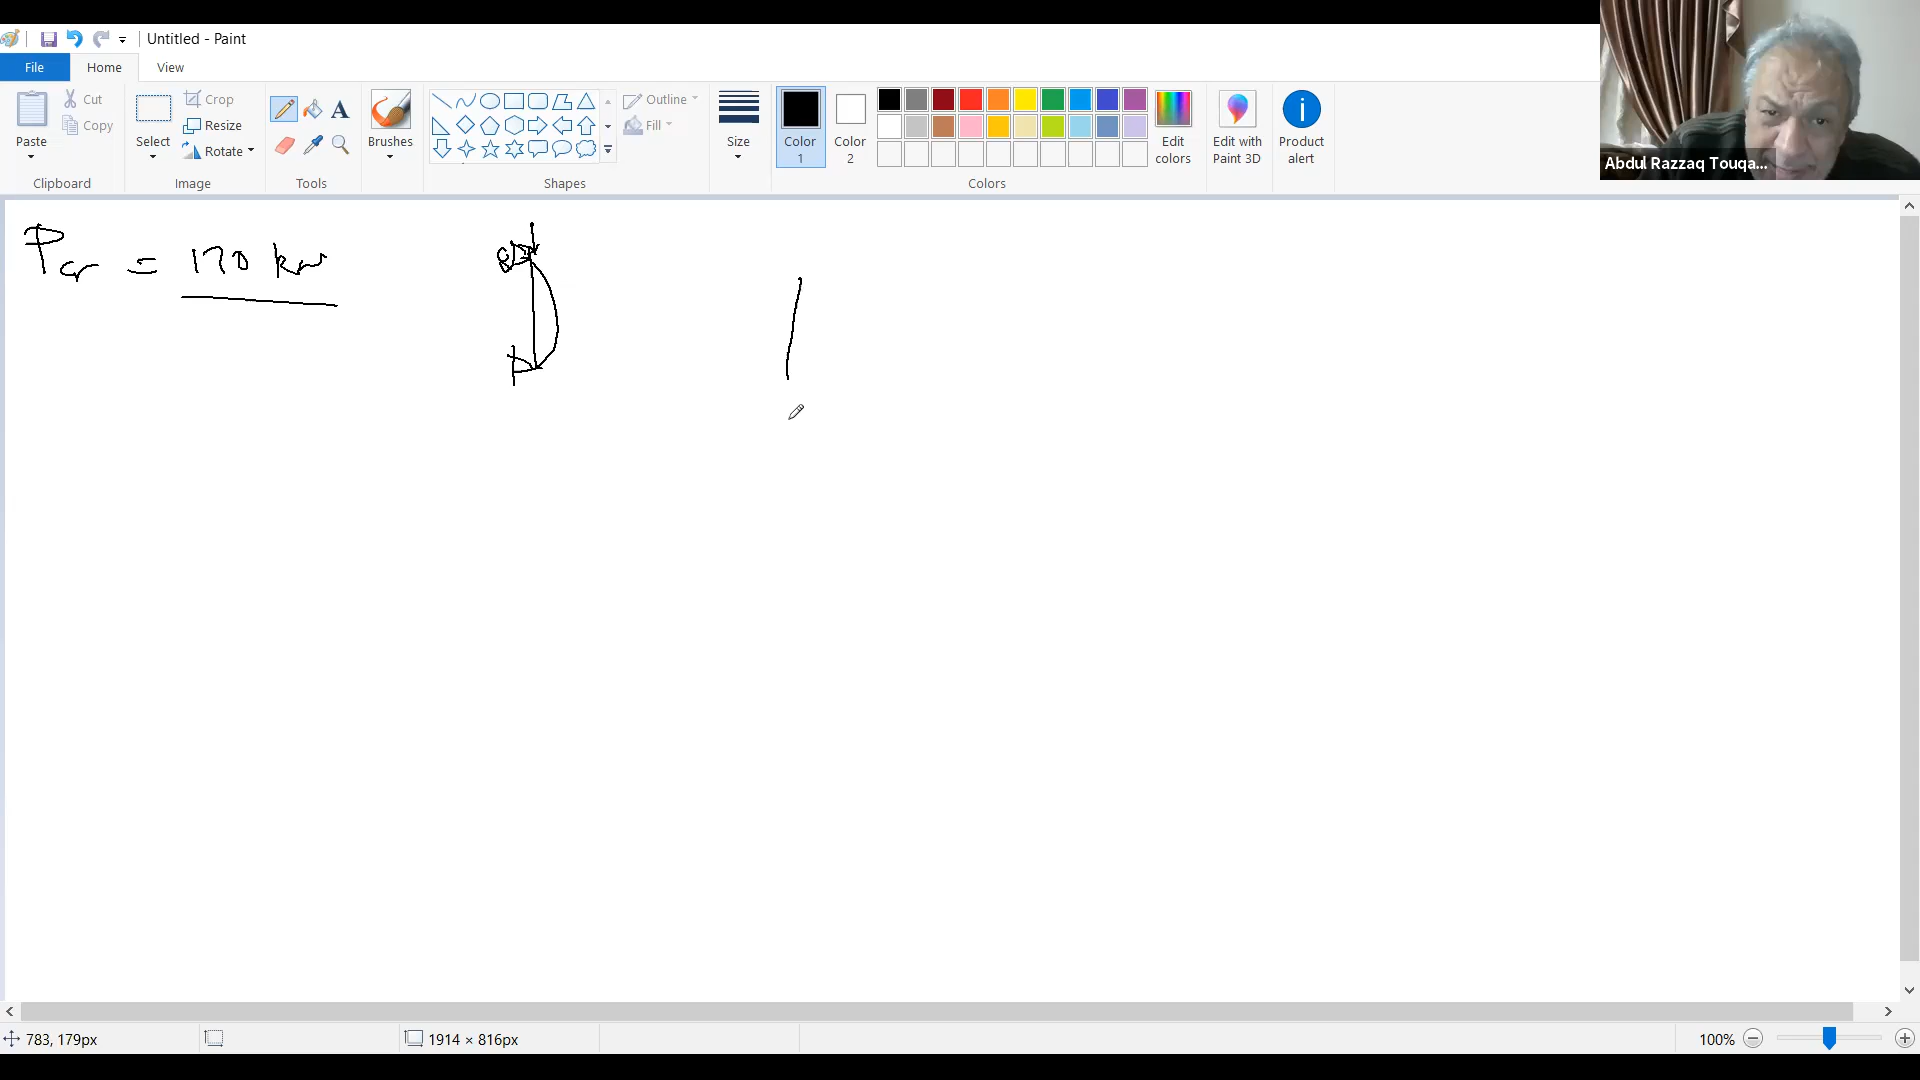 Untitled - Paint
File Home View
Paste
Cut
Copy
Clipboard
Select
Crop
Resize
Rotate
Image
A
Tools
Brushes
Outline
Fill
Shapes
Size
Color 1
Color 2
Edit colors
Colors
Edit with Paint 3D
Product alert
Abdul Razzaq Touqa...
Pcr = 170 kN
783, 179px
1914 × 816px
100%